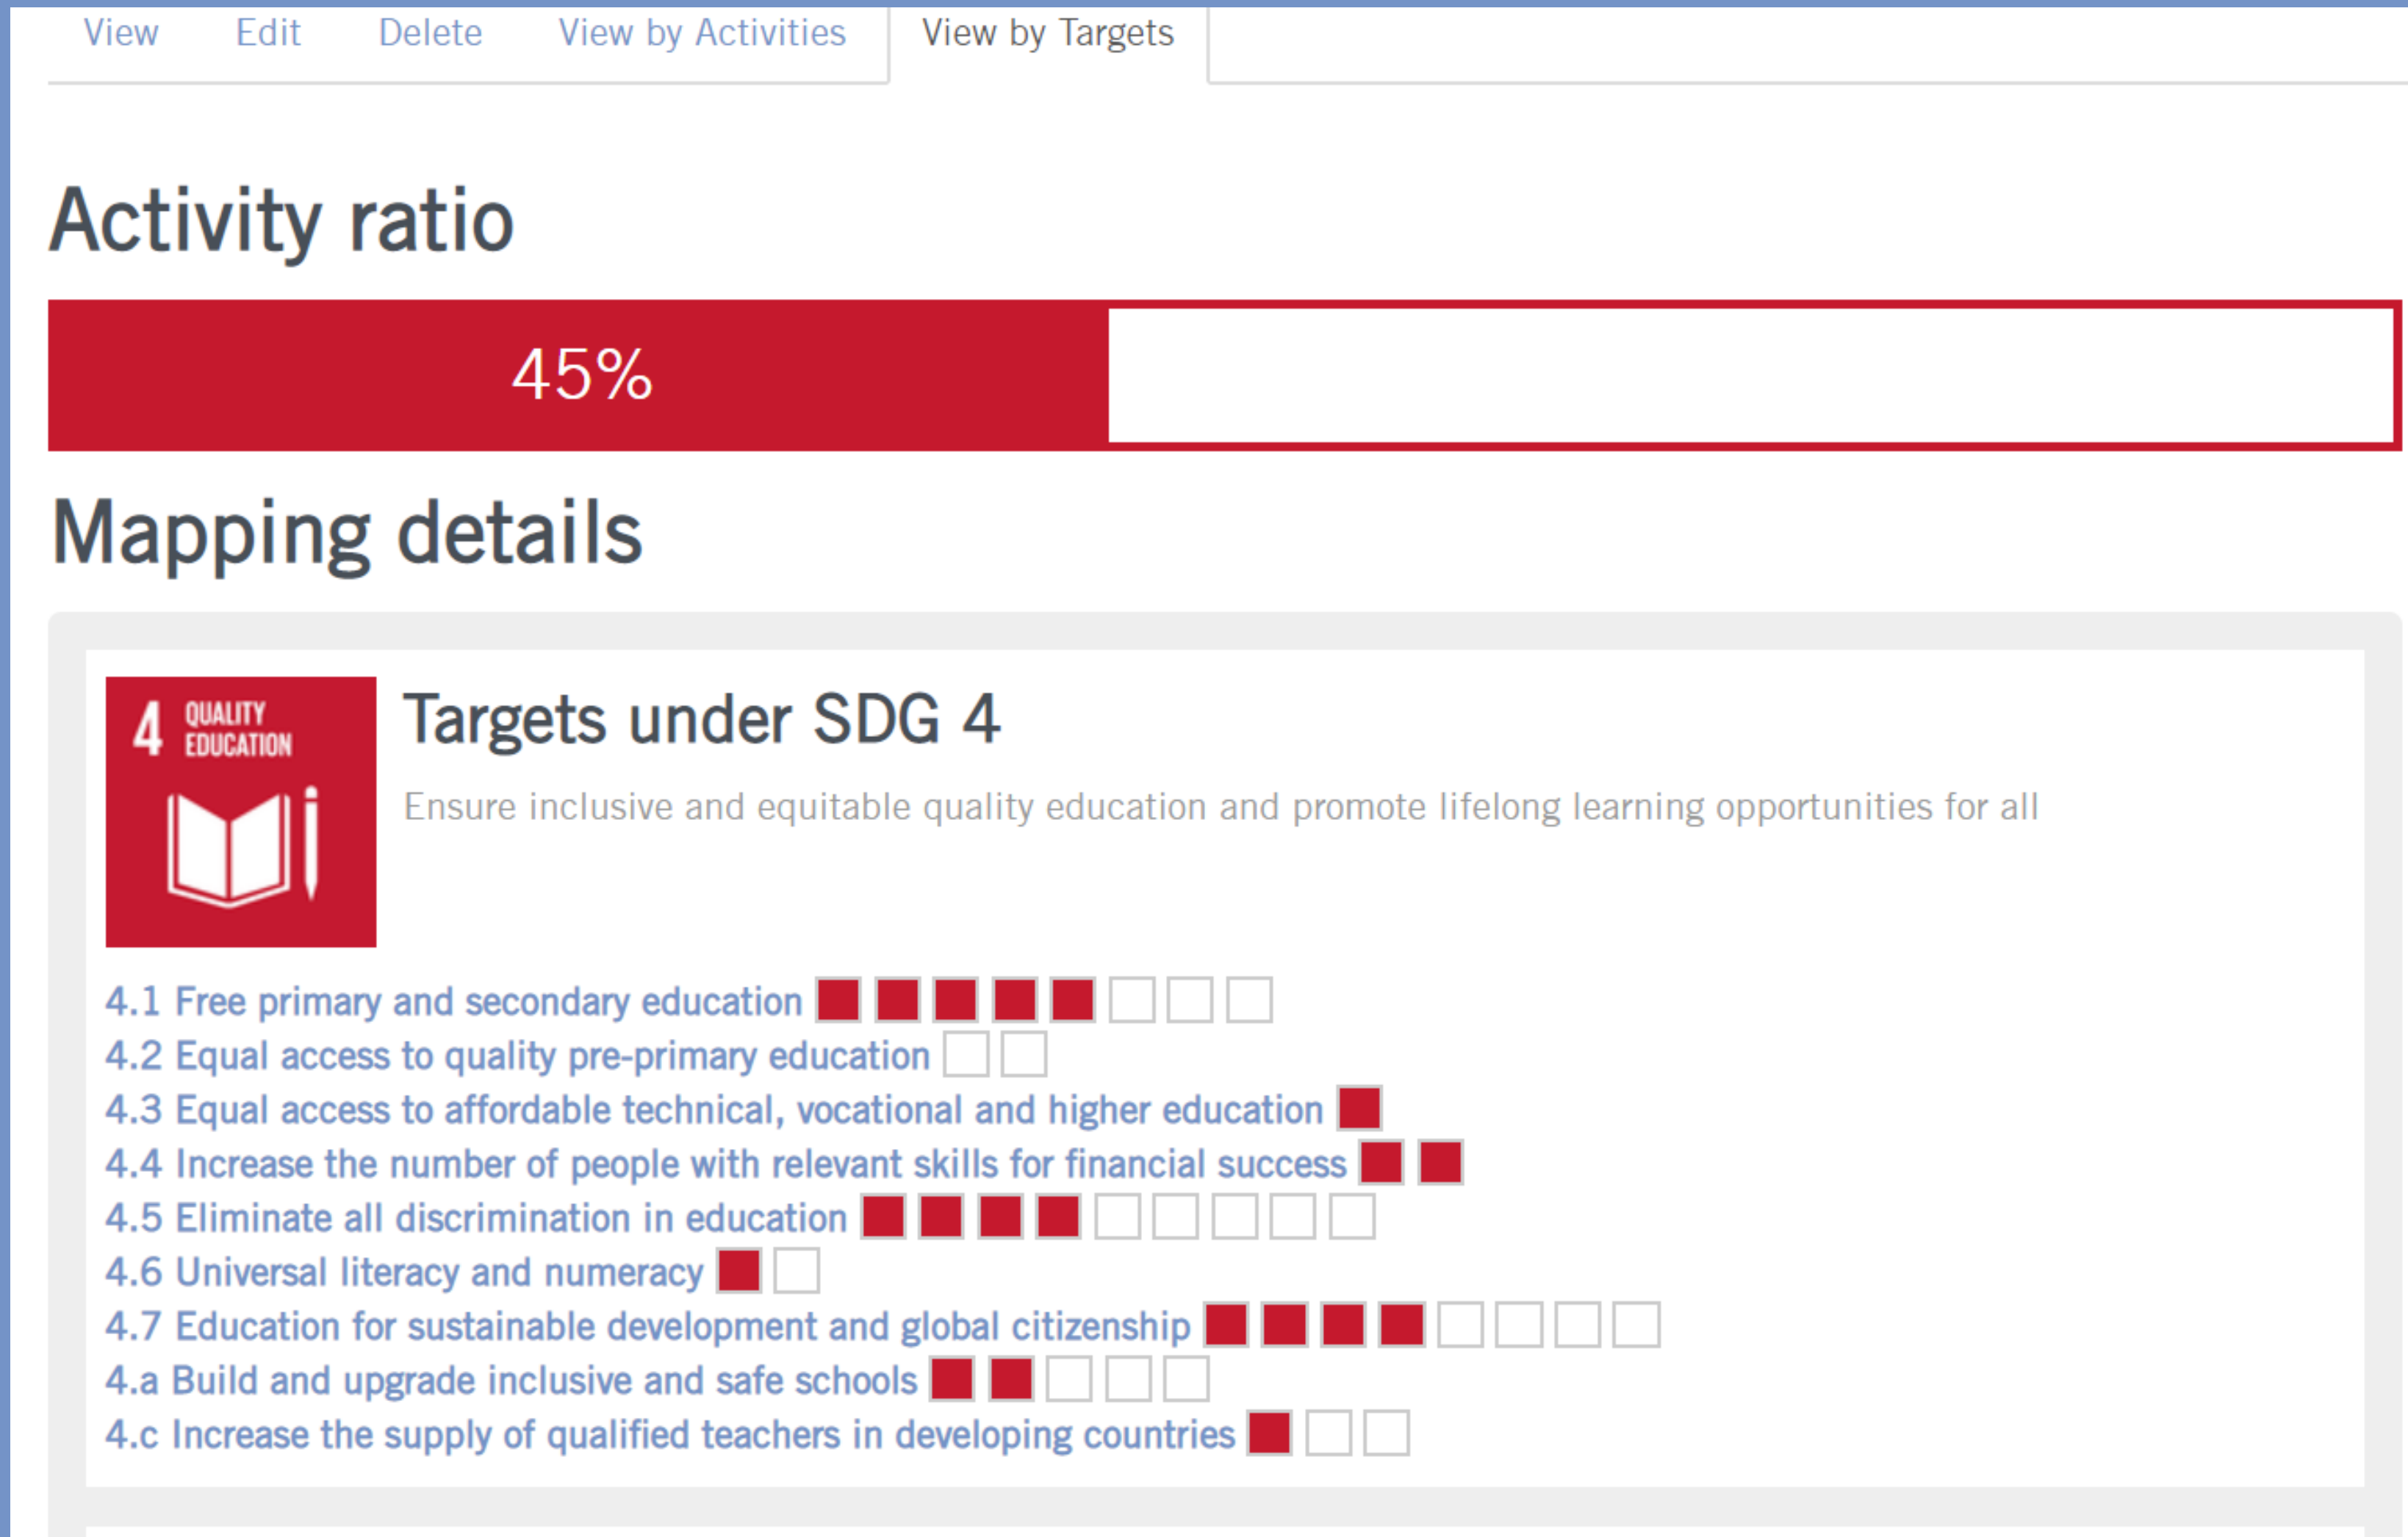 View Edit Delete View by Activities View by Targets
Activity ratio
45%
Mapping details
4 QUALITY
EDUCATION
Targets under SDG 4
Ensure inclusive and equitable quality education and promote lifelong learning opportunities for all
4.1 Free primary and secondary education
4.2 Equal access to quality pre-primary education
4.3 Equal access to affordable technical, vocational and higher education
4.4 Increase the number of people with relevant skills for financial success
4.5 Eliminate all discrimination in education
4.6 Universal literacy and numeracy
4.7 Education for sustainable development and global citizenship
4.a Build and upgrade inclusive and safe schools
4.c Increase the supply of qualified teachers in developing countries